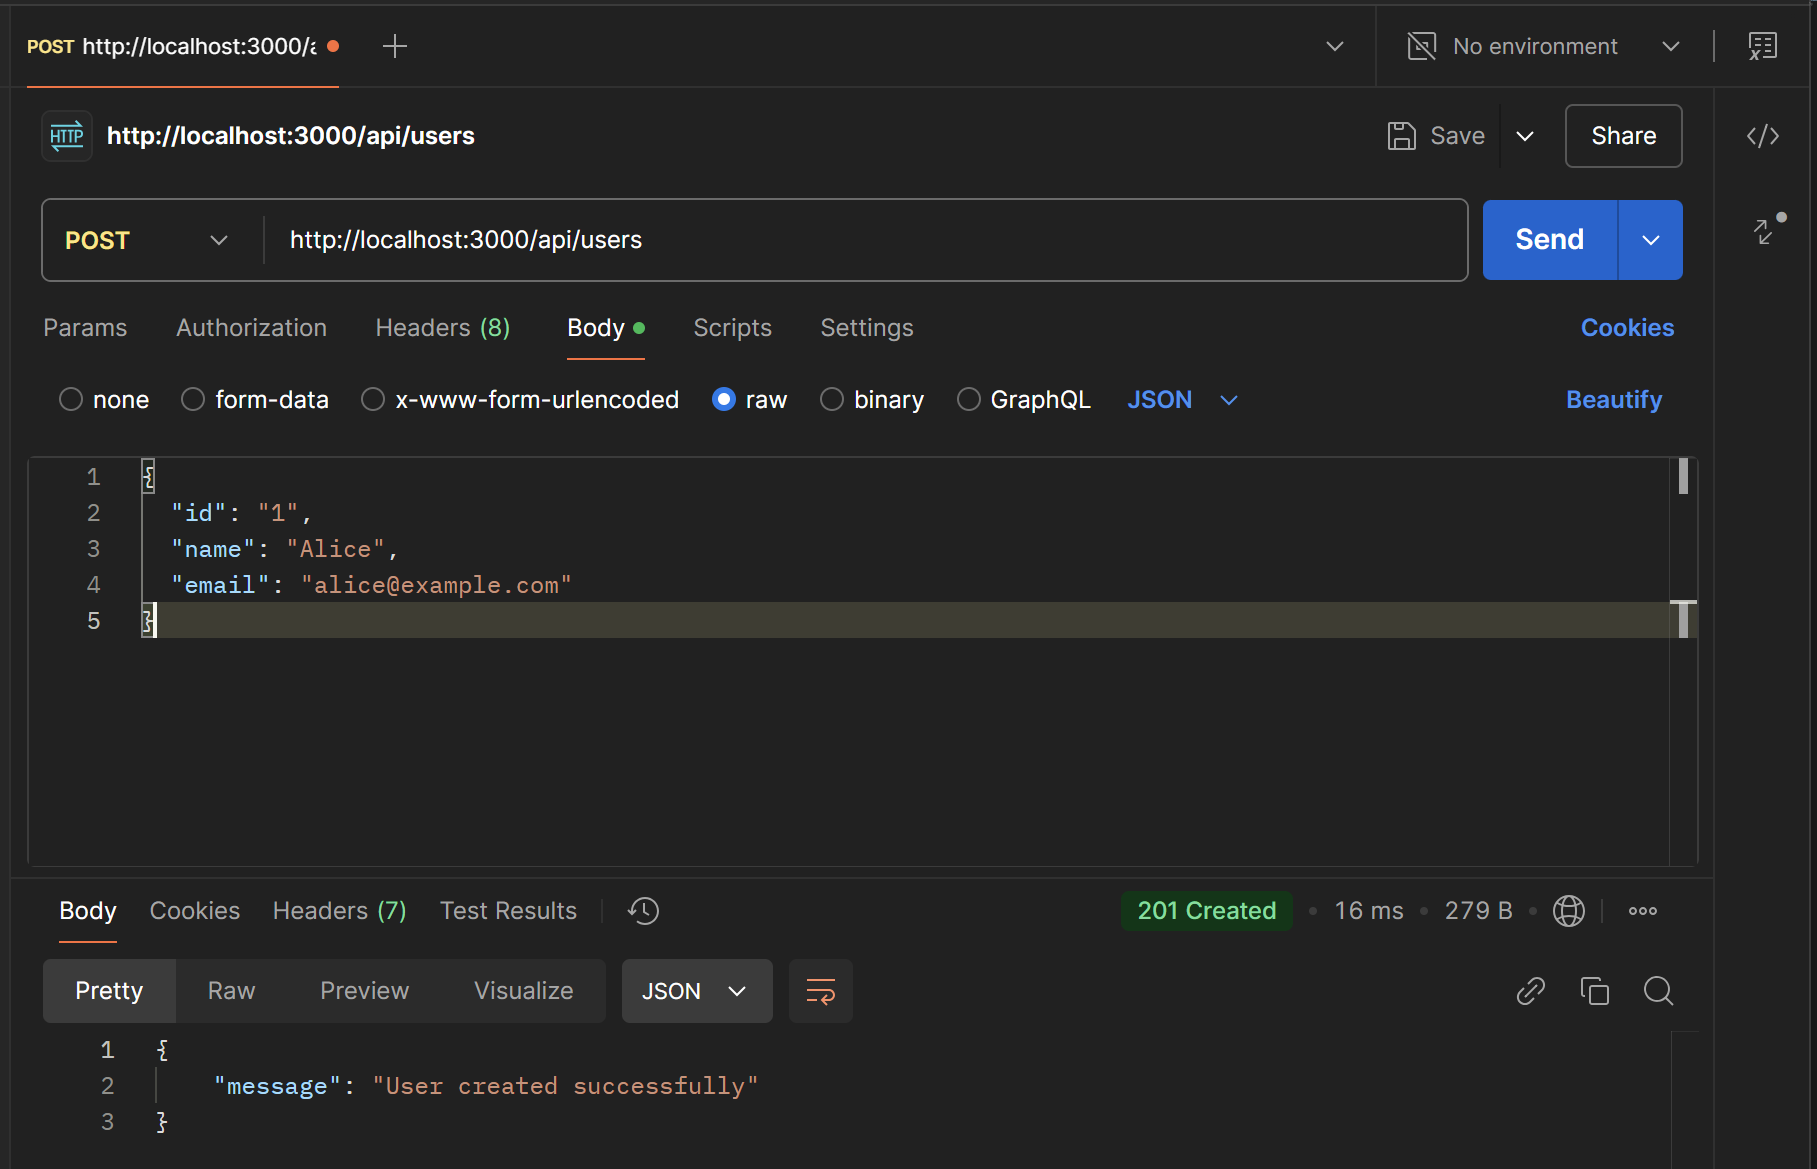 POST http://localhost:3000/a
No environment
HTTP http://localhost:3000/api/users
Save
Share
POST
http://localhost:3000/api/users
Send
Params
Authorization
Headers (8)
Body
Scripts
Settings
Cookies
none
form-data
x-www-form-urlencoded
raw
binary
GraphQL
JSON
Beautify
1 {
2 "id": "1",
3 "name": "Alice",
4 "email": "alice@example.com"
5 }
Body
Cookies
Headers (7)
Test Results
201 Created
16 ms
279 B
Pretty
Raw
Preview
Visualize
JSON
1 {
2 "message": "User created successfully"
3 }